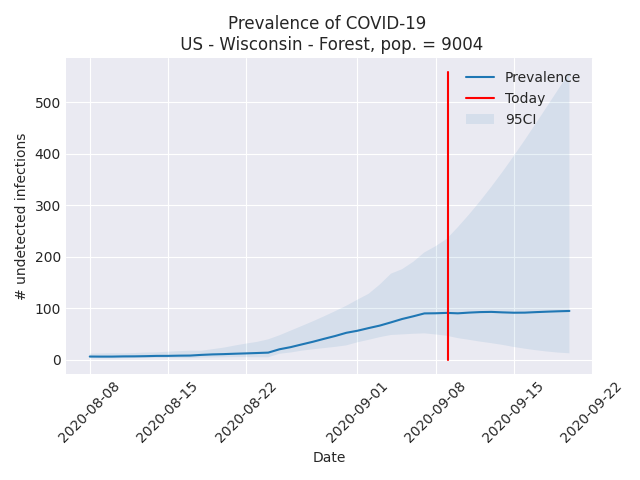 Prevalence of COVID-19
US - Wisconsin - Forest, pop. = 9004
Prevalence
Today
95CI
500
400
300
200
100
0
# undetected infections
2020-08-08
2020-08-15
2020-08-22
2020-09-01
2020-09-08
2020-09-15
2020-09-22
Date